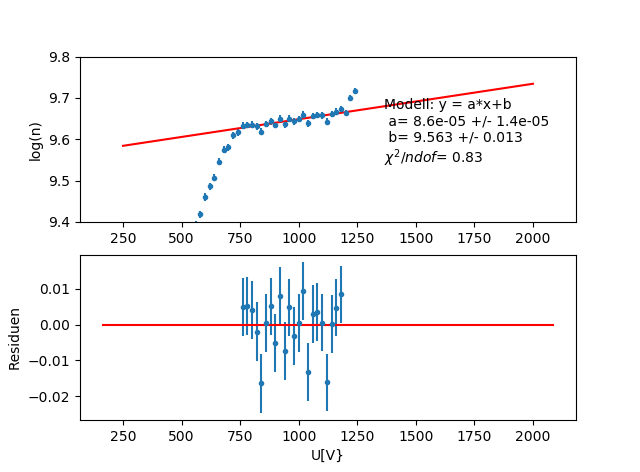 9.8
9.7
9.6
9.5
9.4
log(n)
Modell: y = a*x+b
a= 8.6e-05 +/- 1.4e-05
b= 9.563 +/- 0.013
χ²/ndof= 0.83
250 500 750 1000 1250 1500 1750 2000
0.01
0.00
−0.01
−0.02
Residuen
250 500 750 1000 1250 1500 1750 2000
U[V}